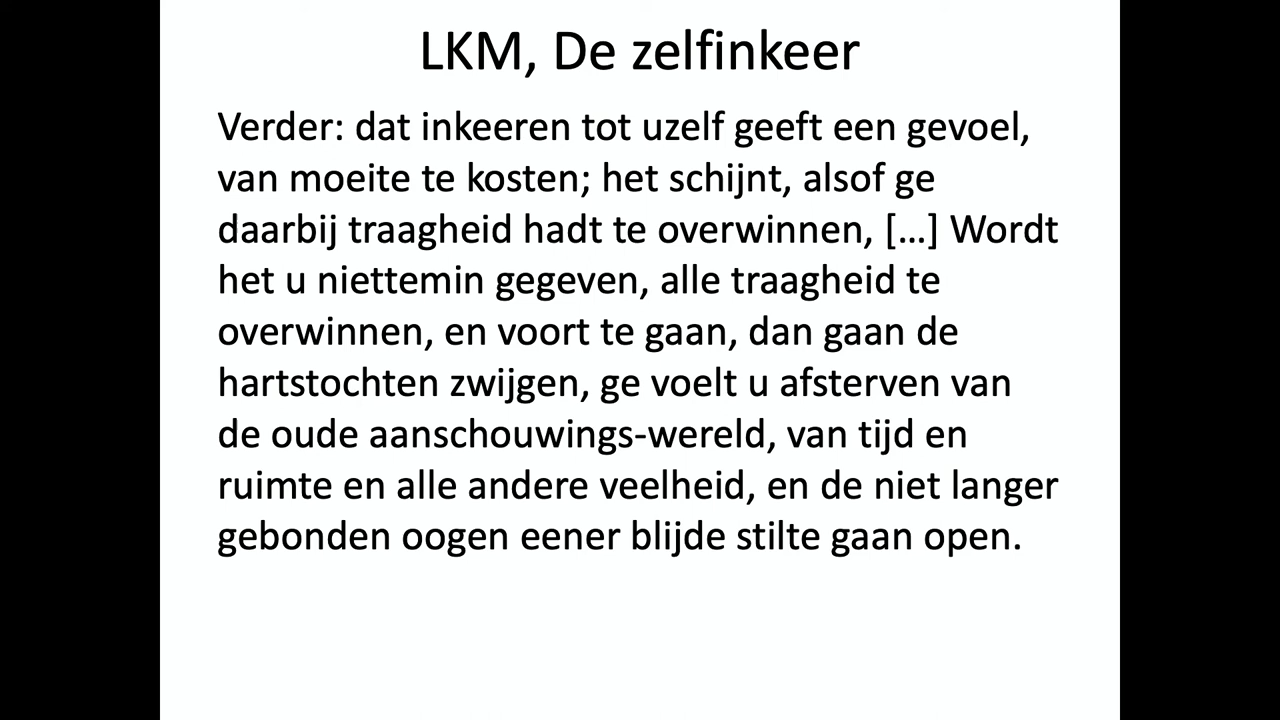 LKM, De zelfinkeer
Verder: dat inkeeren tot uzelf geeft een gevoel,
van moeite te kosten; het schijnt, alsof ge
daarbij traagheid hadt te overwinnen, […] Wordt
het u niettemin gegeven, alle traagheid te
overwinnen, en voort te gaan, dan gaan de
hartstochten zwijgen, ge voelt u afsterven van
de oude aanschouwings-wereld, van tijd en
ruimte en alle andere veelheid, en de niet langer
gebonden oogen eener blijde stilte gaan open.